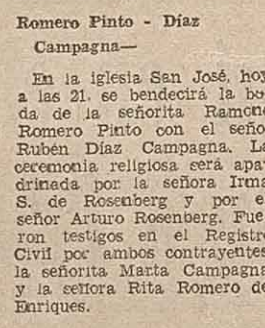 Romero Pinto - Díaz
Campagna—
En la iglesia San José, hoy
a las 21, se bendecirá la bo-
da de la señorita Ramona
Romero Pinto con el señor
Rubén Díaz Campagna. La
ceremonia religiosa será apa-
drinada por la señora Irma
S. de Rosenberg y por el
señor Arturo Rosenberg. Fue-
ron testigos en el Registro
Civil por ambos contrayentes
la señorita Marta Campagna
y la señora Rita Romero de
Enriques.